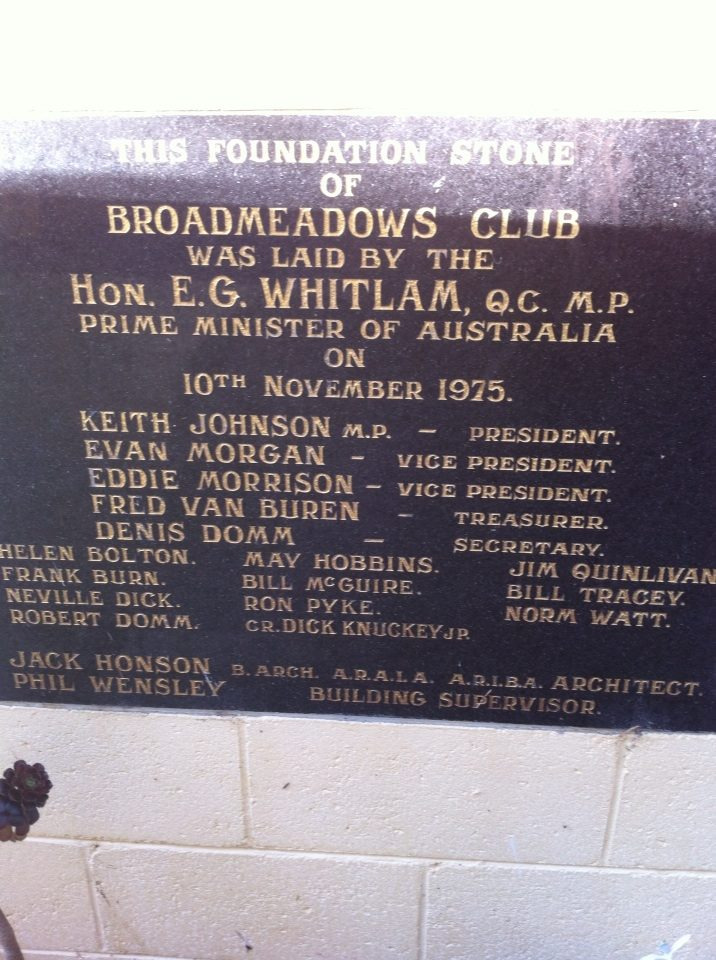 THIS FOUNDATION STONE
OF
BROADMEADOWS CLUB
WAS LAID BY THE
HON. E.G. WHITLAM, Q.C. M.P.
PRIME MINISTER OF AUSTRALIA
ON
10TH NOVEMBER 1975.
KEITH JOHNSON M.P. - PRESIDENT.
EVAN MORGAN - VICE PRESIDENT.
EDDIE MORRISON - VICE PRESIDENT.
FRED VAN BUREN - TREASURER.
DENIS DOMM - SECRETARY.
HELEN BOLTON. MAY HOBBINS. JIM QUINLIVAN
FRANK BURN. BILL MCGUIRE. BILL TRACEY.
NEVILLE DICK. RON PYKE. NORM WATT.
ROBERT DOMM. CR. DICK KNUCKEY J.P.
JACK HONSON B. ARCH. A.R.A.I.A. A.R.I.B.A. ARCHITECT.
PHIL WENSLEY BUILDING SUPERVISOR.